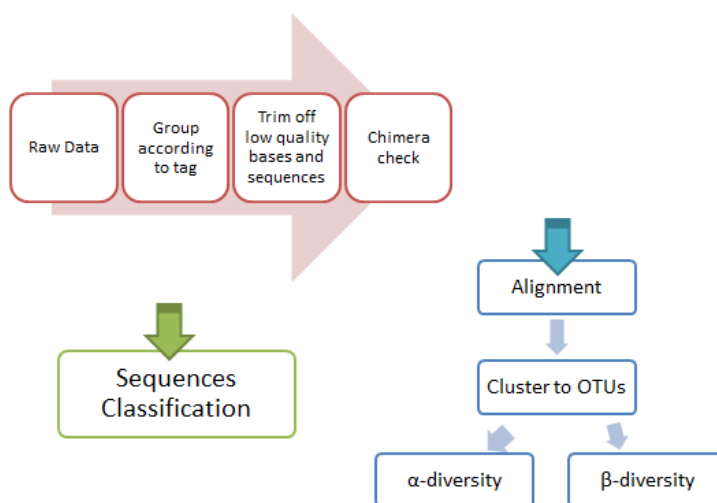 Raw Data
Group
according
to tag
Trim off
low quality
bases and
sequences
Chimera
check
Alignment
Sequences
Classification
Cluster to OTUs
α-diversity
β-diversity